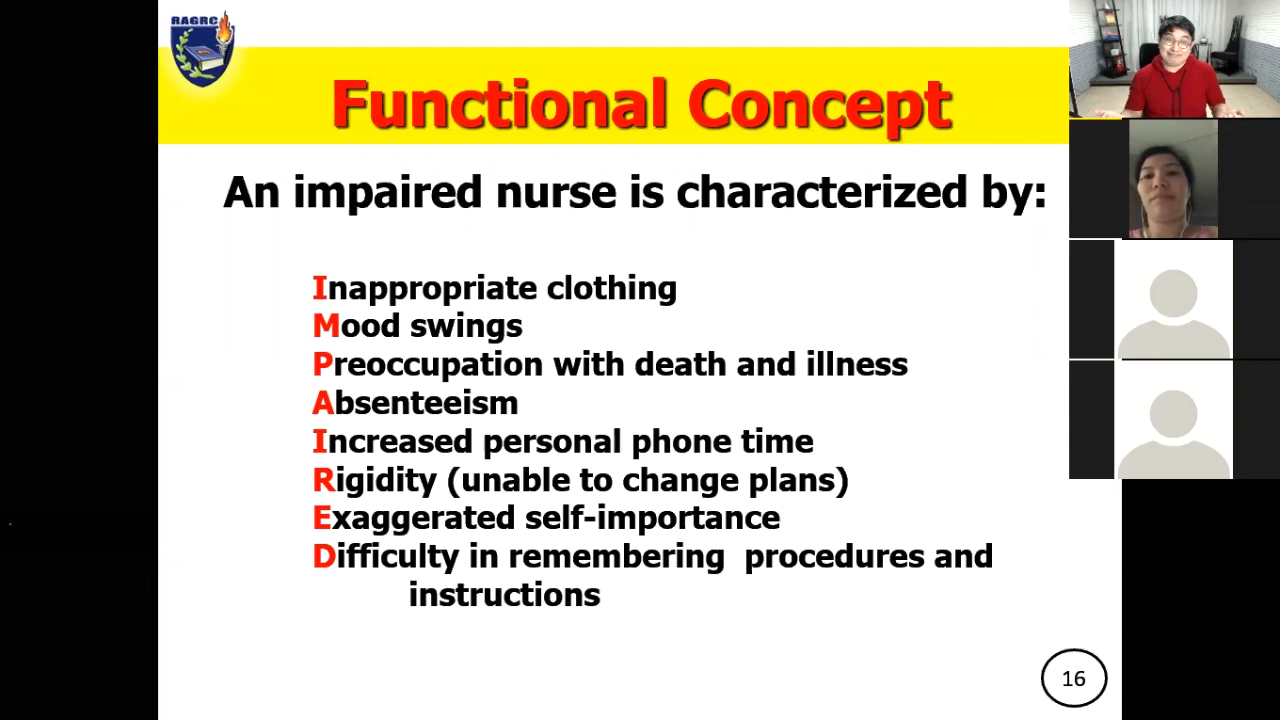 RAGRC
Functional Concept
An impaired nurse is characterized by:
Inappropriate clothing
Mood swings
Preoccupation with death and illness
Absenteeism
Increased personal phone time
Rigidity (unable to change plans)
Exaggerated self-importance
Difficulty in remembering  procedures and
instructions
16